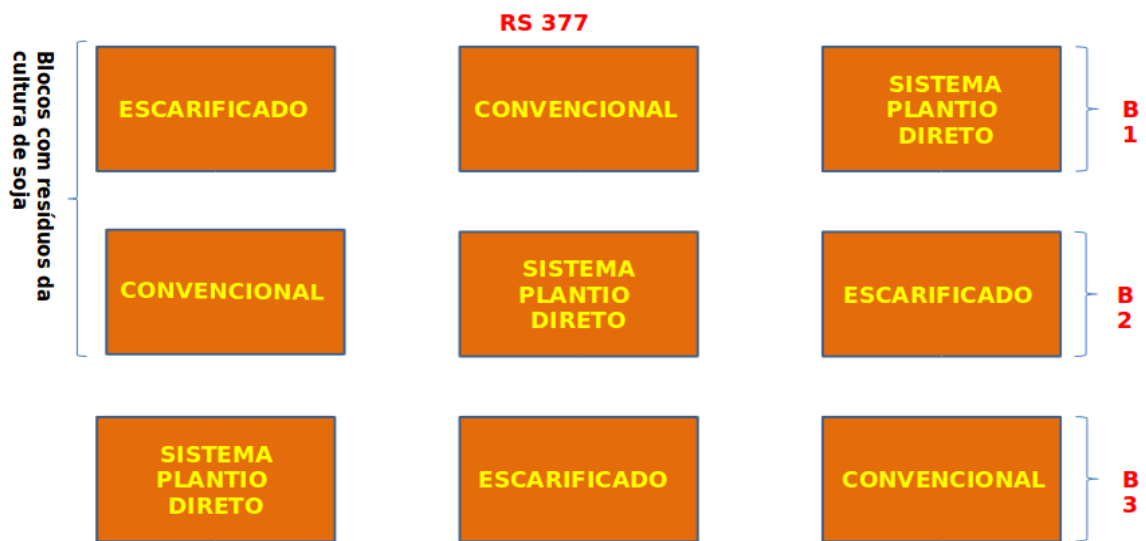 RS 377
Blocos com resíduos da
cultura de soja
ESCARIFICADO
CONVENCIONAL
SISTEMA
PLANTIO
DIRETO
B
1
CONVENCIONAL
SISTEMA
PLANTIO
DIRETO
ESCARIFICADO
B
2
SISTEMA
PLANTIO
DIRETO
ESCARIFICADO
CONVENCIONAL
B
3